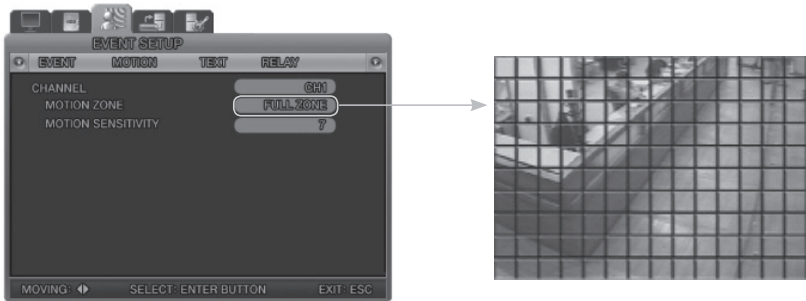 EVENT SETUP
EVENT MOTION TEXT RELAY
CHANNEL CH1
MOTION ZONE FULL ZONE
MOTION SENSITIVITY 7
MOVING: SELECT: ENTER BUTTON EXIT: ESC